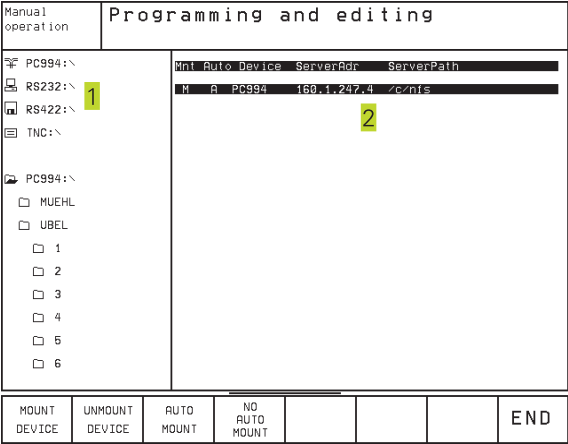 Manual
operation
Programming and editing
PC994:\
RS232:\
RS422:\
TNC:\
1
PC994:\
MUEHL
UBEL
1
2
3
4
5
6
Mnt Auto Device ServerAdr ServerPath
M A PC994 160.1.247.4 /c/nfs
2
MOUNT
DEVICE
UNMOUNT
DEVICE
AUTO
MOUNT
NO
AUTO
MOUNT
END